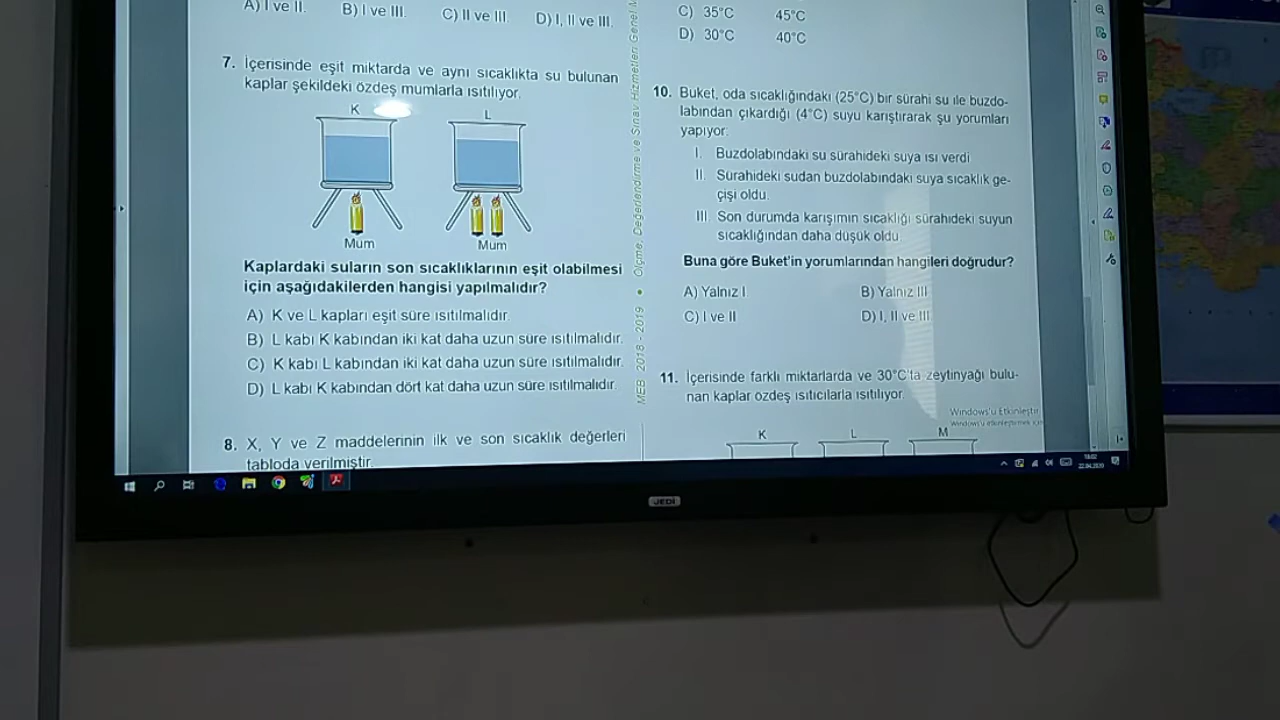 A) I ve II.
B) I ve III.
C) II ve III.
D) I, II ve III.
7. İçerisinde eşit miktarda ve aynı sıcaklıkta su bulunan
kaplar şekildeki özdeş mumlarla ısıtılıyor.
K
L
Mum
Mum
Kaplardaki suların son sıcaklıklarının eşit olabilmesi
için aşağıdakilerden hangisi yapılmalıdır?
A) K ve L kapları eşit süre ısıtılmalıdır.
B) L kabı K kabından iki kat daha uzun süre ısıtılmalıdır.
C) K kabı L kabından iki kat daha uzun süre ısıtılmalıdır.
D) L kabı K kabından dört kat daha uzun süre ısıtılmalıdır.
8. X, Y ve Z maddelerinin ilk ve son sıcaklık değerleri
tabloda verilmiştir.
MEB 2018 - 2019 • Ölçme, Değerlendirme ve Sınav Hizmetleri Genel
C) 35°C 45°C
D) 30°C 40°C
10. Buket, oda sıcaklığındaki (25°C) bir sürahi su ile buzdo-
labından çıkardığı (4°C) suyu karıştırarak şu yorumları
yapıyor:
I. Buzdolabındaki su sürahideki suya ısı verdi.
II. Sürahideki sudan buzdolabındaki suya sıcaklık ge-
çişi oldu.
III. Son durumda karışımın sıcaklığı sürahideki suyun
sıcaklığından daha düşük oldu.
Buna göre Buket'in yorumlarından hangileri doğrudur?
A) Yalnız I
B) Yalnız III
C) I ve II
D) I, II ve III
11. İçerisinde farklı miktarlarda ve 30°C'ta zeytinyağı bulu-
nan kaplar özdeş ısıtıcılarla ısıtılıyor.
Windows'u Etkinleştir
Windows'u etkinleştirmek için
K
L
M
18:02
22.04.2020
JEDI